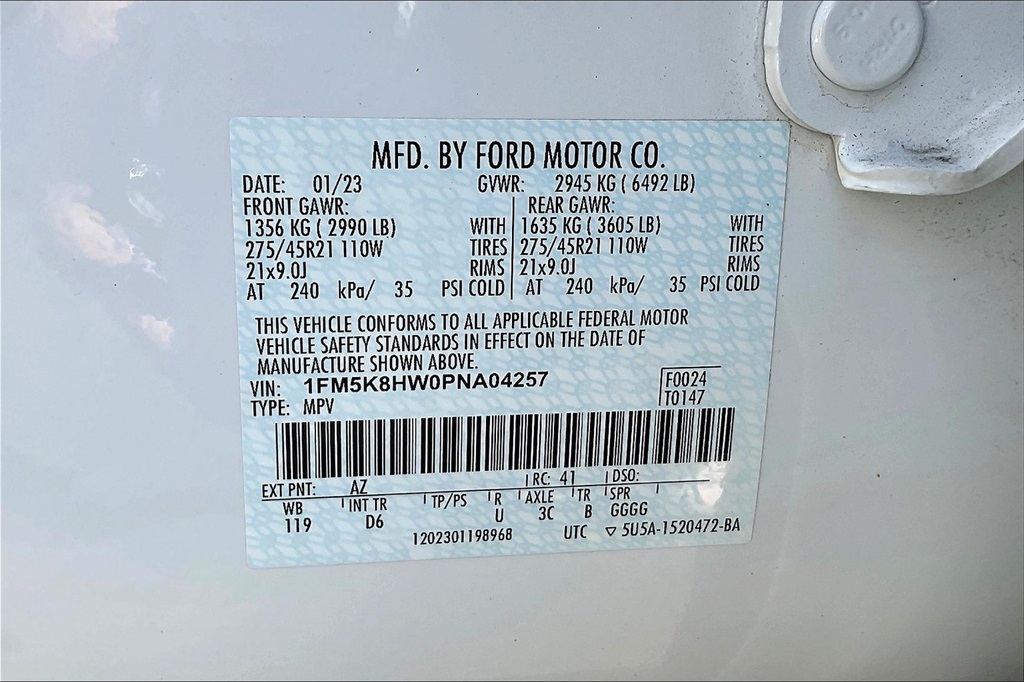 MFD. BY FORD MOTOR CO.
DATE: 01/23 GVWR: 2945 KG ( 6492 LB)
FRONT GAWR: REAR GAWR:
1356 KG ( 2990 LB) WITH 1635 KG ( 3605 LB) WITH
275/45R21 110W TIRES 275/45R21 110W TIRES
21x9.0J RIMS 21x9.0J RIMS
AT 240 kPa/ 35 PSI COLD AT 240 kPa/ 35 PSI COLD
THIS VEHICLE CONFORMS TO ALL APPLICABLE FEDERAL MOTOR
VEHICLE SAFETY STANDARDS IN EFFECT ON THE DATE OF
MANUFACTURE SHOWN ABOVE.
VIN: 1FM5K8HW0PNA04257 F0024
TYPE: MPV T0147
EXT PNT: AZ RC: 41 DSO:
WB INT TR TP/PS R AXLE TR SPR
119 D6 U 3C B GGGG
1202301198968 UTC ▽ 5U5A-1520472-BA